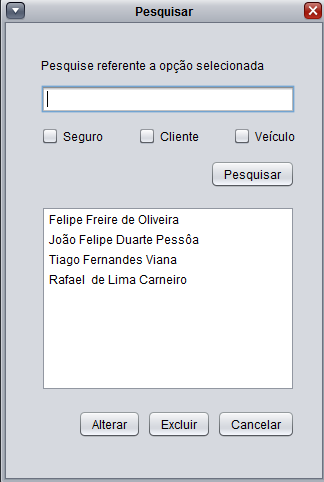 Pesquisar
Pesquise referente a opção selecionada
Seguro Cliente Veículo
Pesquisar
Felipe Freire de Oliveira
João Felipe Duarte Pessôa
Tiago Fernandes Viana
Rafael  de Lima Carneiro
Alterar Excluir Cancelar